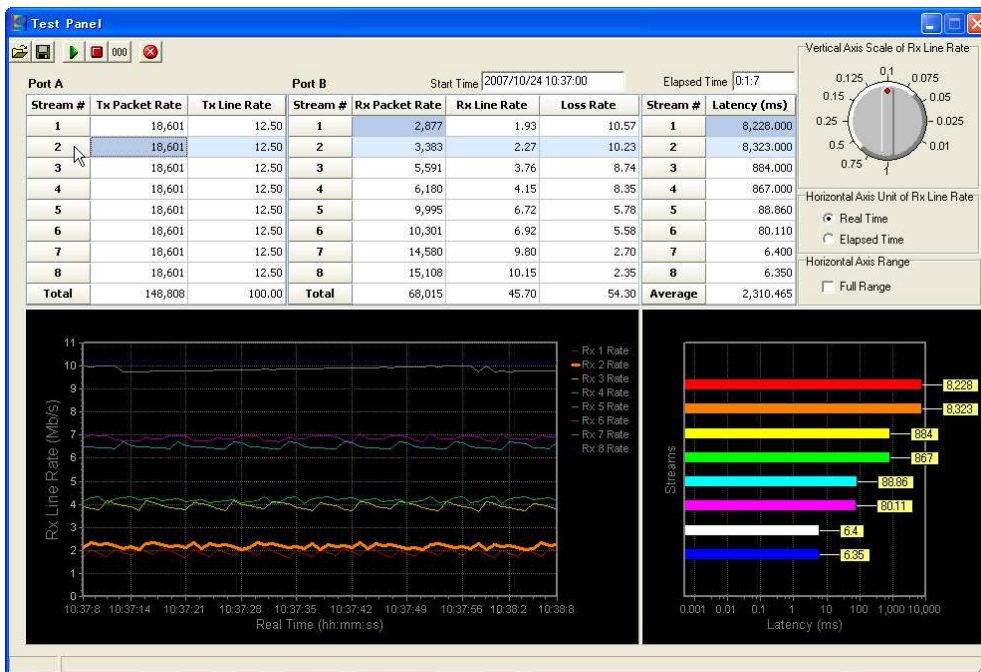 Test Panel
000
Port A
Port B
Start Time 2007/10/24 10:37:00
Elapsed Time 0:1:7
Stream # Tx Packet Rate Tx Line Rate Stream # Rx Packet Rate Rx Line Rate Loss Rate Stream # Latency (ms)
1 18,601 12.50 1 2,877 1.93 10.57 1 8,228.000
2 18,601 12.50 2 3,383 2.27 10.23 2 8,323.000
3 18,601 12.50 3 5,591 3.76 8.74 3 884.000
4 18,601 12.50 4 6,180 4.15 8.35 4 867.000
5 18,601 12.50 5 9,995 6.72 5.78 5 88.860
6 18,601 12.50 6 10,301 6.92 5.58 6 80.110
7 18,601 12.50 7 14,580 9.80 2.70 7 6.400
8 18,601 12.50 8 15,108 10.15 2.35 8 6.350
Total 148,808 100.00 Total 68,015 45.70 54.30 Average 2,310.465
Vertical Axis Scale of Rx Line Rate
0.1
0.125 0.075
0.15 0.05
0.25 0.025
0.5 0.01
0.75 1
Horizontal Axis Unit of Rx Line Rate
Real Time
Elapsed Time
Horizontal Axis Range
Full Range
Rx Line Rate (Mb/s)
11
10
9
8
7
6
5
4
3
2
1
0
10:37:8 10:37:14 10:37:21 10:37:28 10:37:35 10:37:42 10:37:49 10:37:56 10:38:2 10:38:8
Real Time (hh:mm:ss)
Rx 1 Rate
Rx 2 Rate
Rx 3 Rate
Rx 4 Rate
Rx 5 Rate
Rx 6 Rate
Rx 7 Rate
Rx 8 Rate
Streams
8,228
8,323
884
867
88.86
80.11
6.4
6.35
0.001 0.01 0.1 1 10 100 1,000 10,000
Latency (ms)